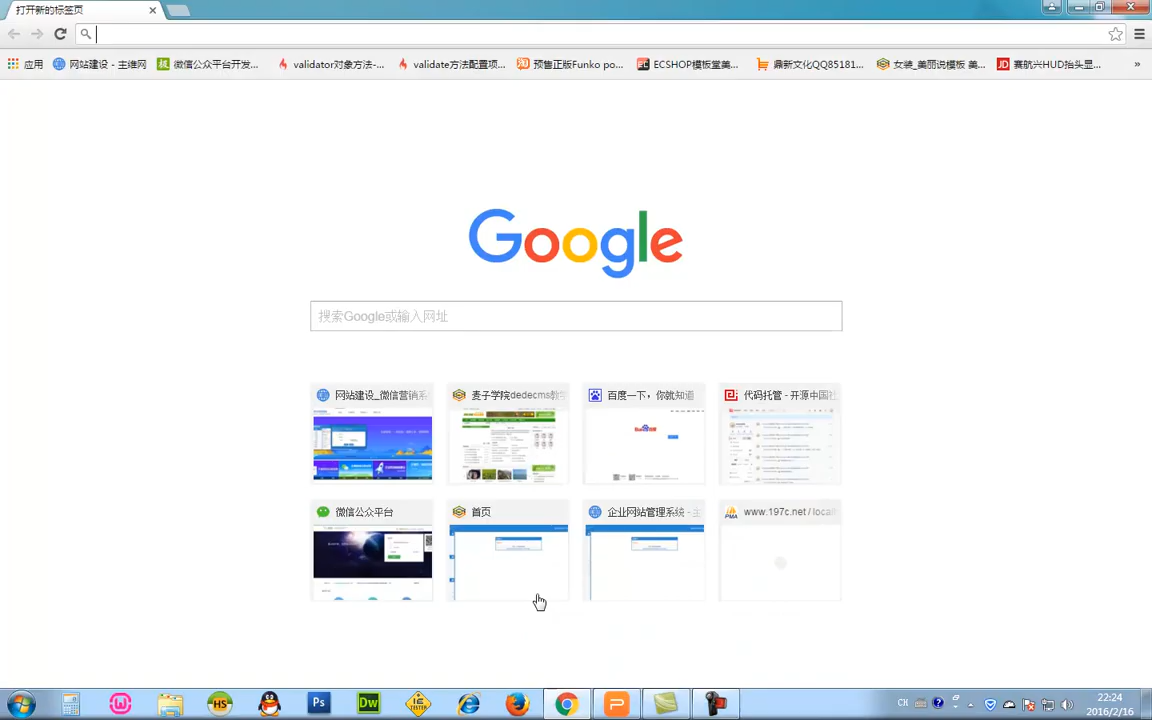 打开新的标签页
应用
网站建设 - 主维网
微信公众平台开发...
validator对象方法-...
validate方法配置项...
预售正版Funko po...
ECSHOP模板堂美...
鼎新文化QQ85181...
女装_美丽说模板 美...
赛航兴HUD抬头显...
»
Google
搜索Google或输入网址
网站建设_微信营销系
麦子学院dedecms教
百度一下，你就知道
代码托管 - 开源中国社
微信公众平台
首页
企业网站管理系统 - 主
www.197c.net / local
HS
Ps
Dw
CH
22:24
2016/2/16